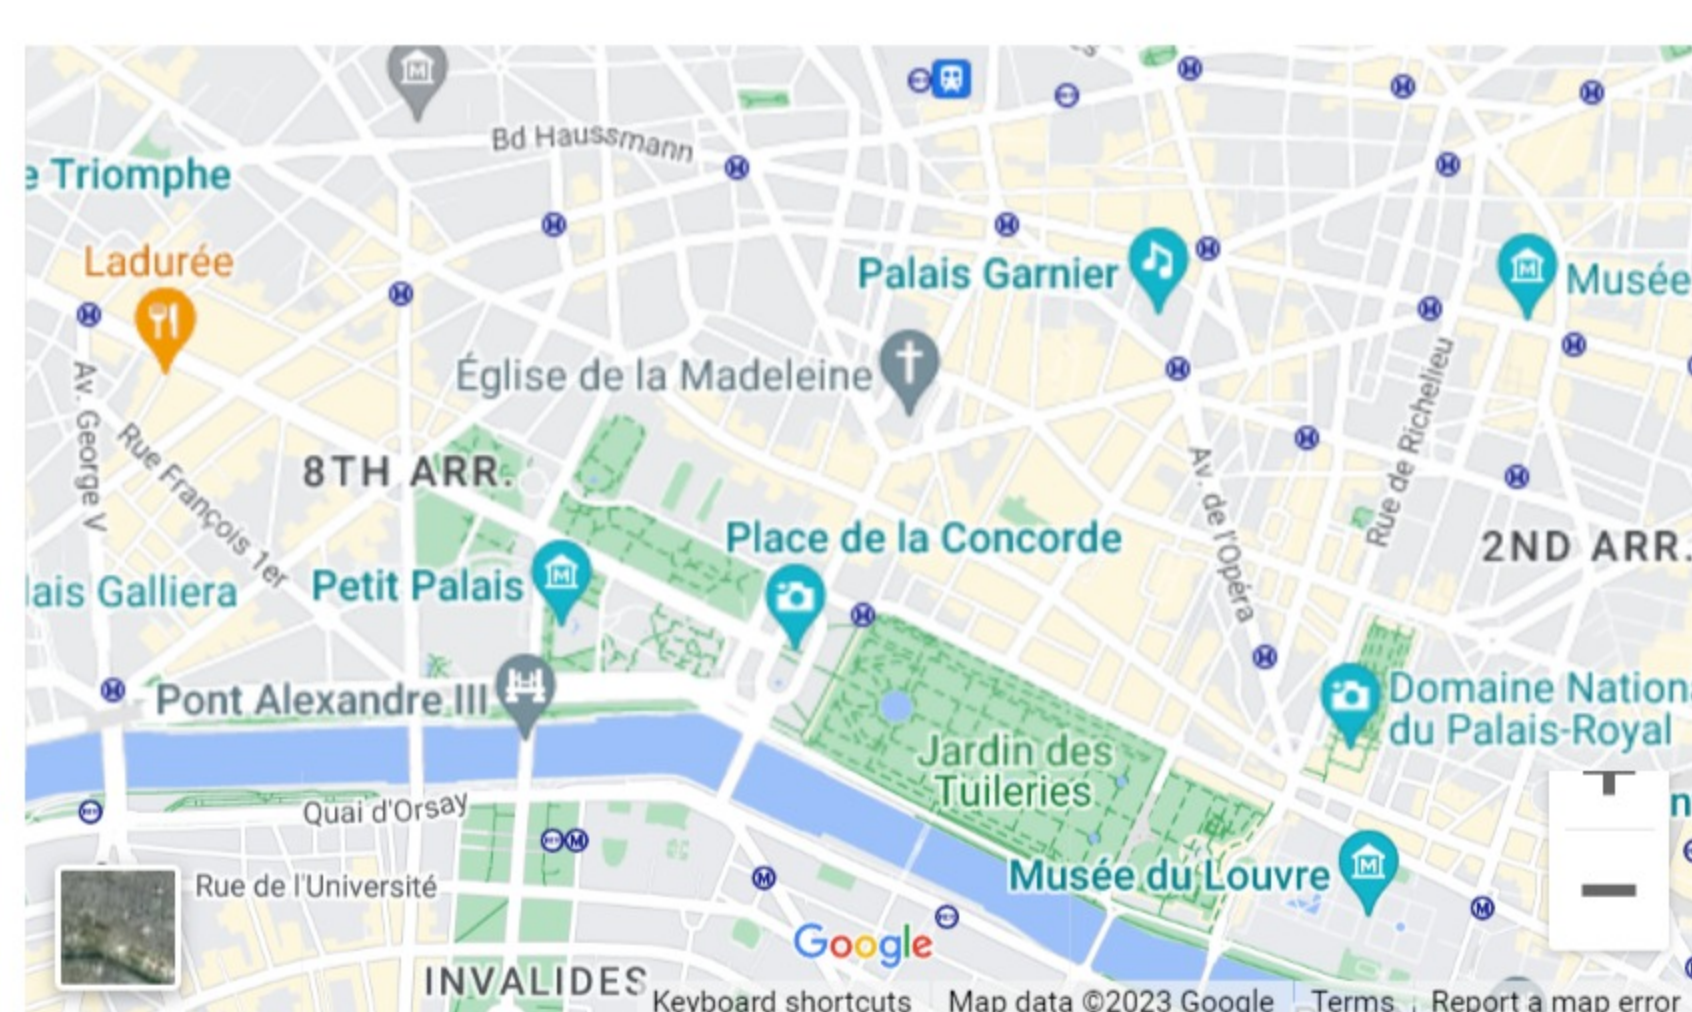 Bd Haussmann
e Triomphe
Ladurée
Palais Garnier
Musée
Église de la Madeleine
Av. George V
Rue François 1er
8TH ARR.
Av. de l'Opéra
Rue de Richelieu
2ND ARR.
Place de la Concorde
Petit Palais
lais Galliera
Pont Alexandre III
Domaine Nation
du Palais-Royal
Jardin des
Tuileries
Quai d'Orsay
Musée du Louvre
Rue de l'Université
Google
INVALIDES
Keyboard shortcuts
Map data ©2023 Google
Terms
Report a map error